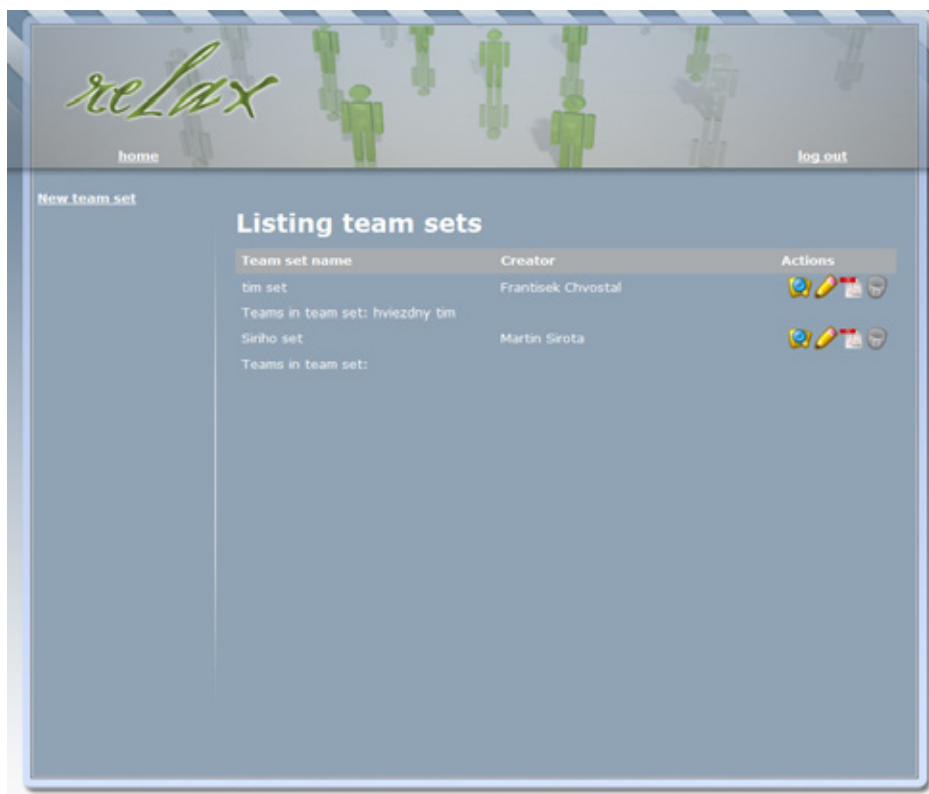 relax
home log out
New team set
Listing team sets
Team set name Creator Actions
tim set Frantisek Chvostal
Teams in team set: hviezdny tim
Siriho set Martin Sirota
Teams in team set: